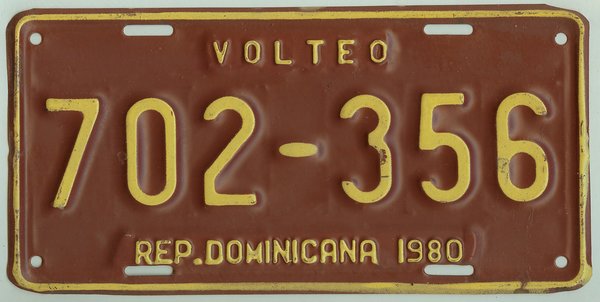 VOLTEO
702-356
REP.DOMINICANA 1980